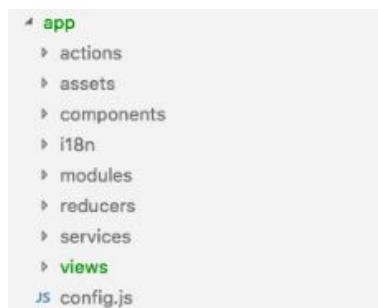 app
actions
assets
components
i18n
modules
reducers
services
views
JS config.js